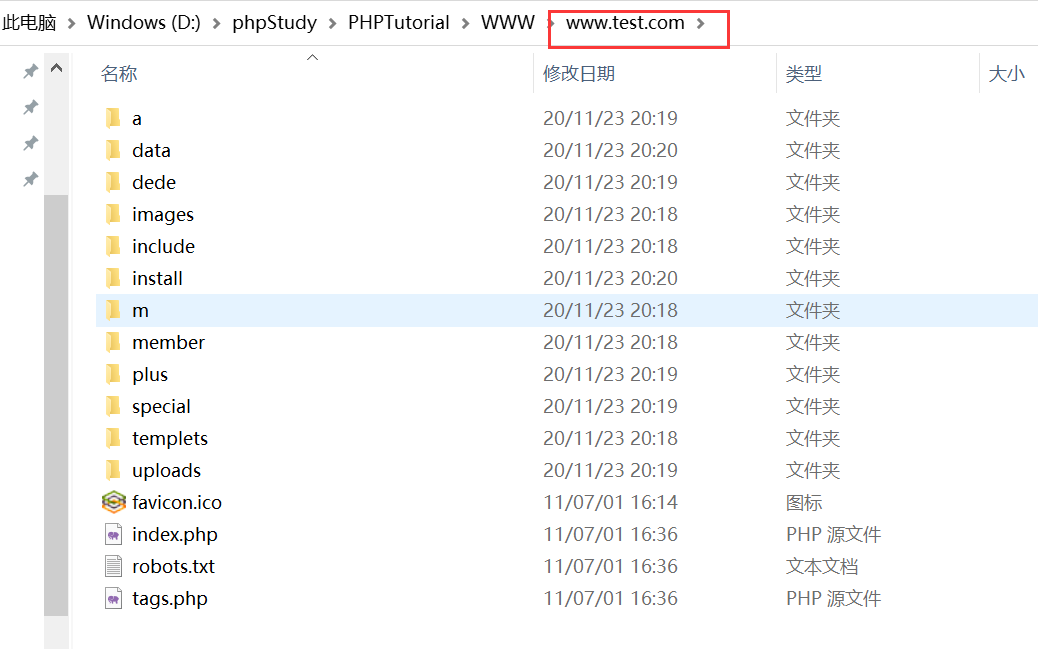 此电脑 > Windows (D:) > phpStudy > PHPTutorial > WWW > www.test.com >
名称 修改日期 类型 大小
a 20/11/23 20:19 文件夹
data 20/11/23 20:20 文件夹
dede 20/11/23 20:19 文件夹
images 20/11/23 20:18 文件夹
include 20/11/23 20:18 文件夹
install 20/11/23 20:20 文件夹
m 20/11/23 20:18 文件夹
member 20/11/23 20:18 文件夹
plus 20/11/23 20:19 文件夹
special 20/11/23 20:19 文件夹
templets 20/11/23 20:18 文件夹
uploads 20/11/23 20:19 文件夹
favicon.ico 11/07/01 16:14 图标
index.php 11/07/01 16:36 PHP 源文件
robots.txt 11/07/01 16:36 文本文档
tags.php 11/07/01 16:36 PHP 源文件